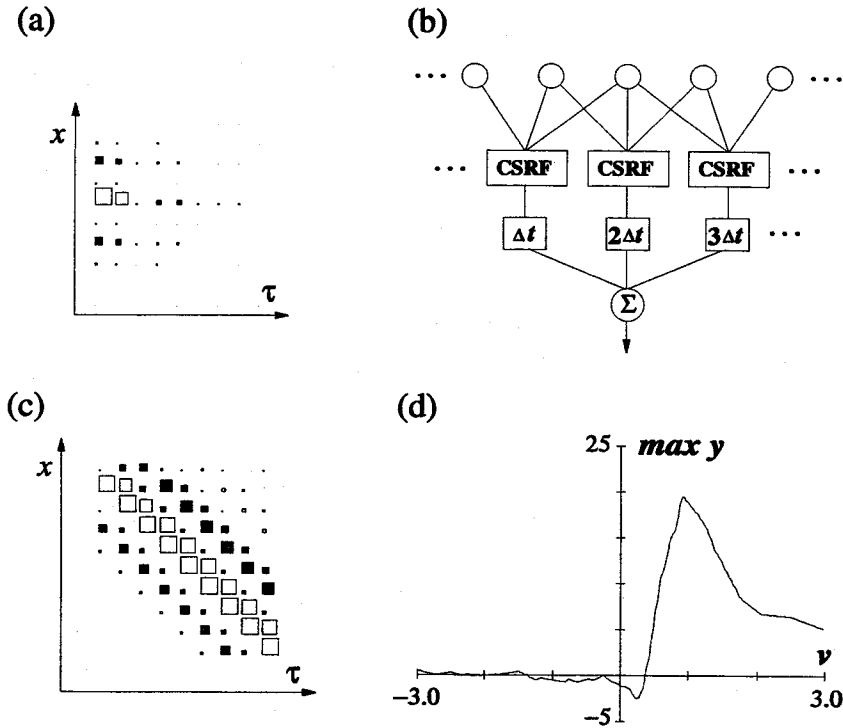 (a)
(b)
x
τ
··· ···
··· CSRF CSRF CSRF ···
Δt 2Δt 3Δt ···
Σ
(c)
(d)
x
τ
25
max y
v
−3.0
3.0
−5